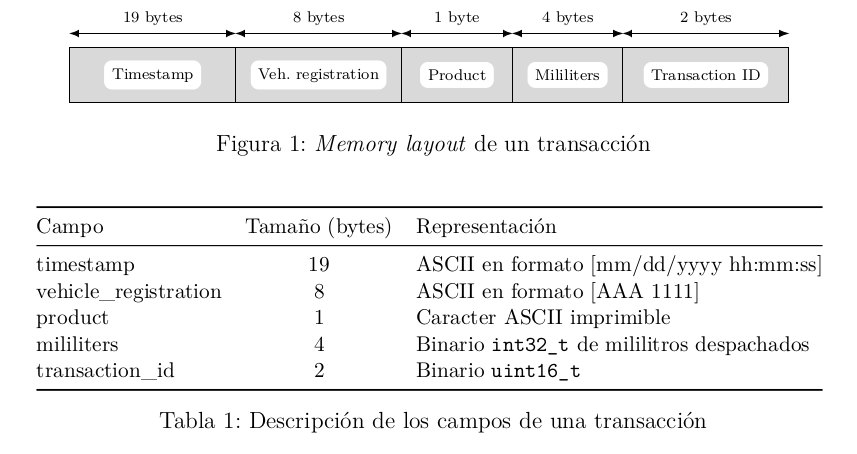 19 bytes 8 bytes 1 byte 4 bytes 2 bytes
Timestamp Veh. registration Product Mililiters Transaction ID
Figura 1: Memory layout de un transacción
Campo Tamaño (bytes) Representación
timestamp 19 ASCII en formato [mm/dd/yyyy hh:mm:ss]
vehicle_registration 8 ASCII en formato [AAA 1111]
product 1 Caracter ASCII imprimible
mililiters 4 Binario int32_t de mililitros despachados
transaction_id 2 Binario uint16_t
Tabla 1: Descripción de los campos de una transacción